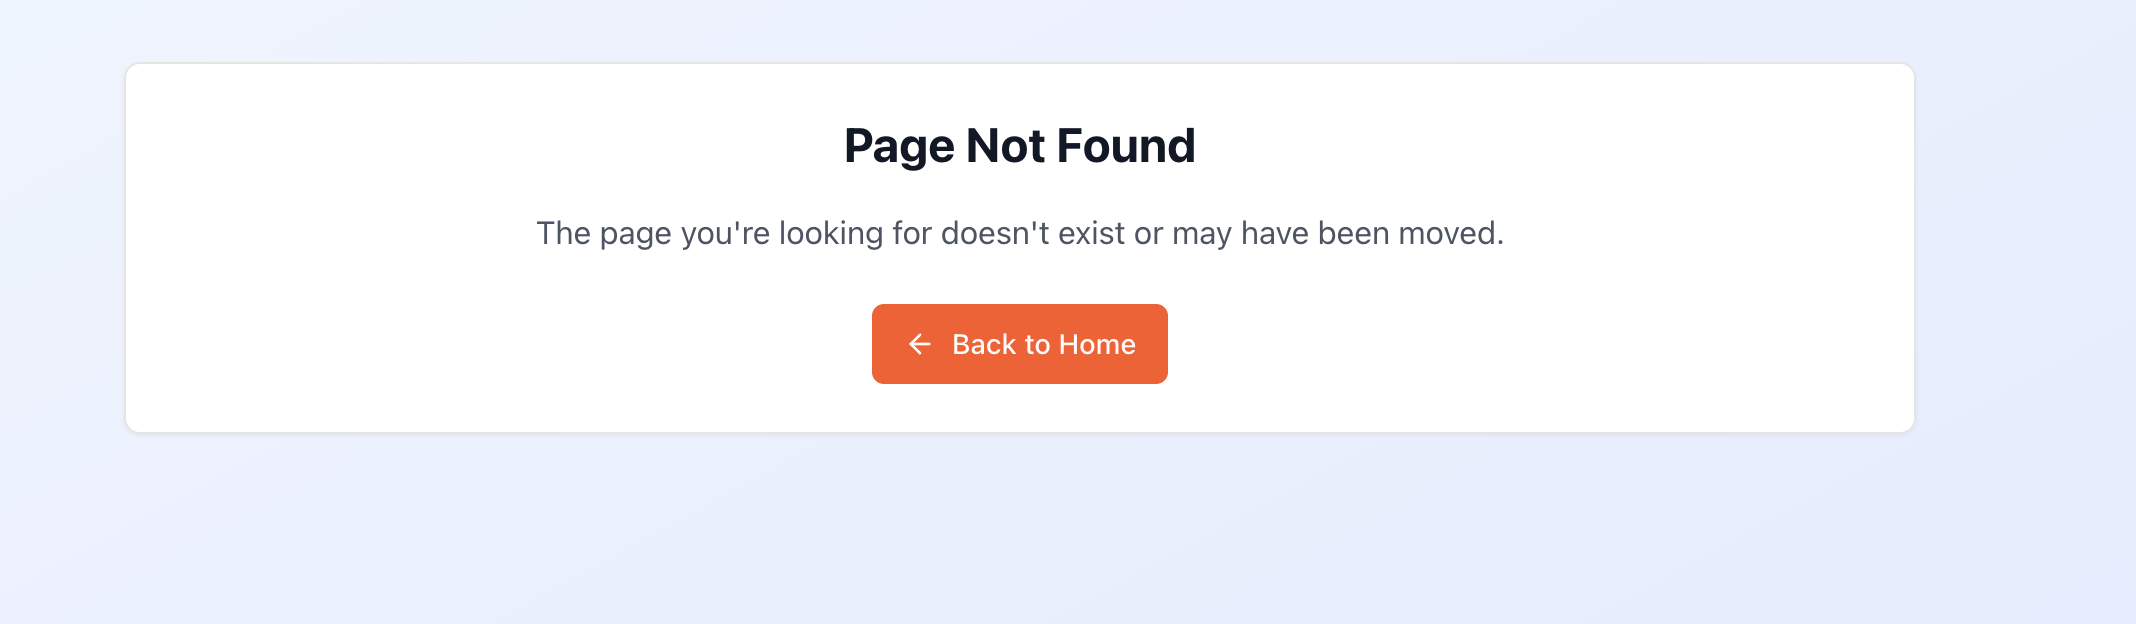 Page Not Found
The page you're looking for doesn't exist or may have been moved.
Back to Home